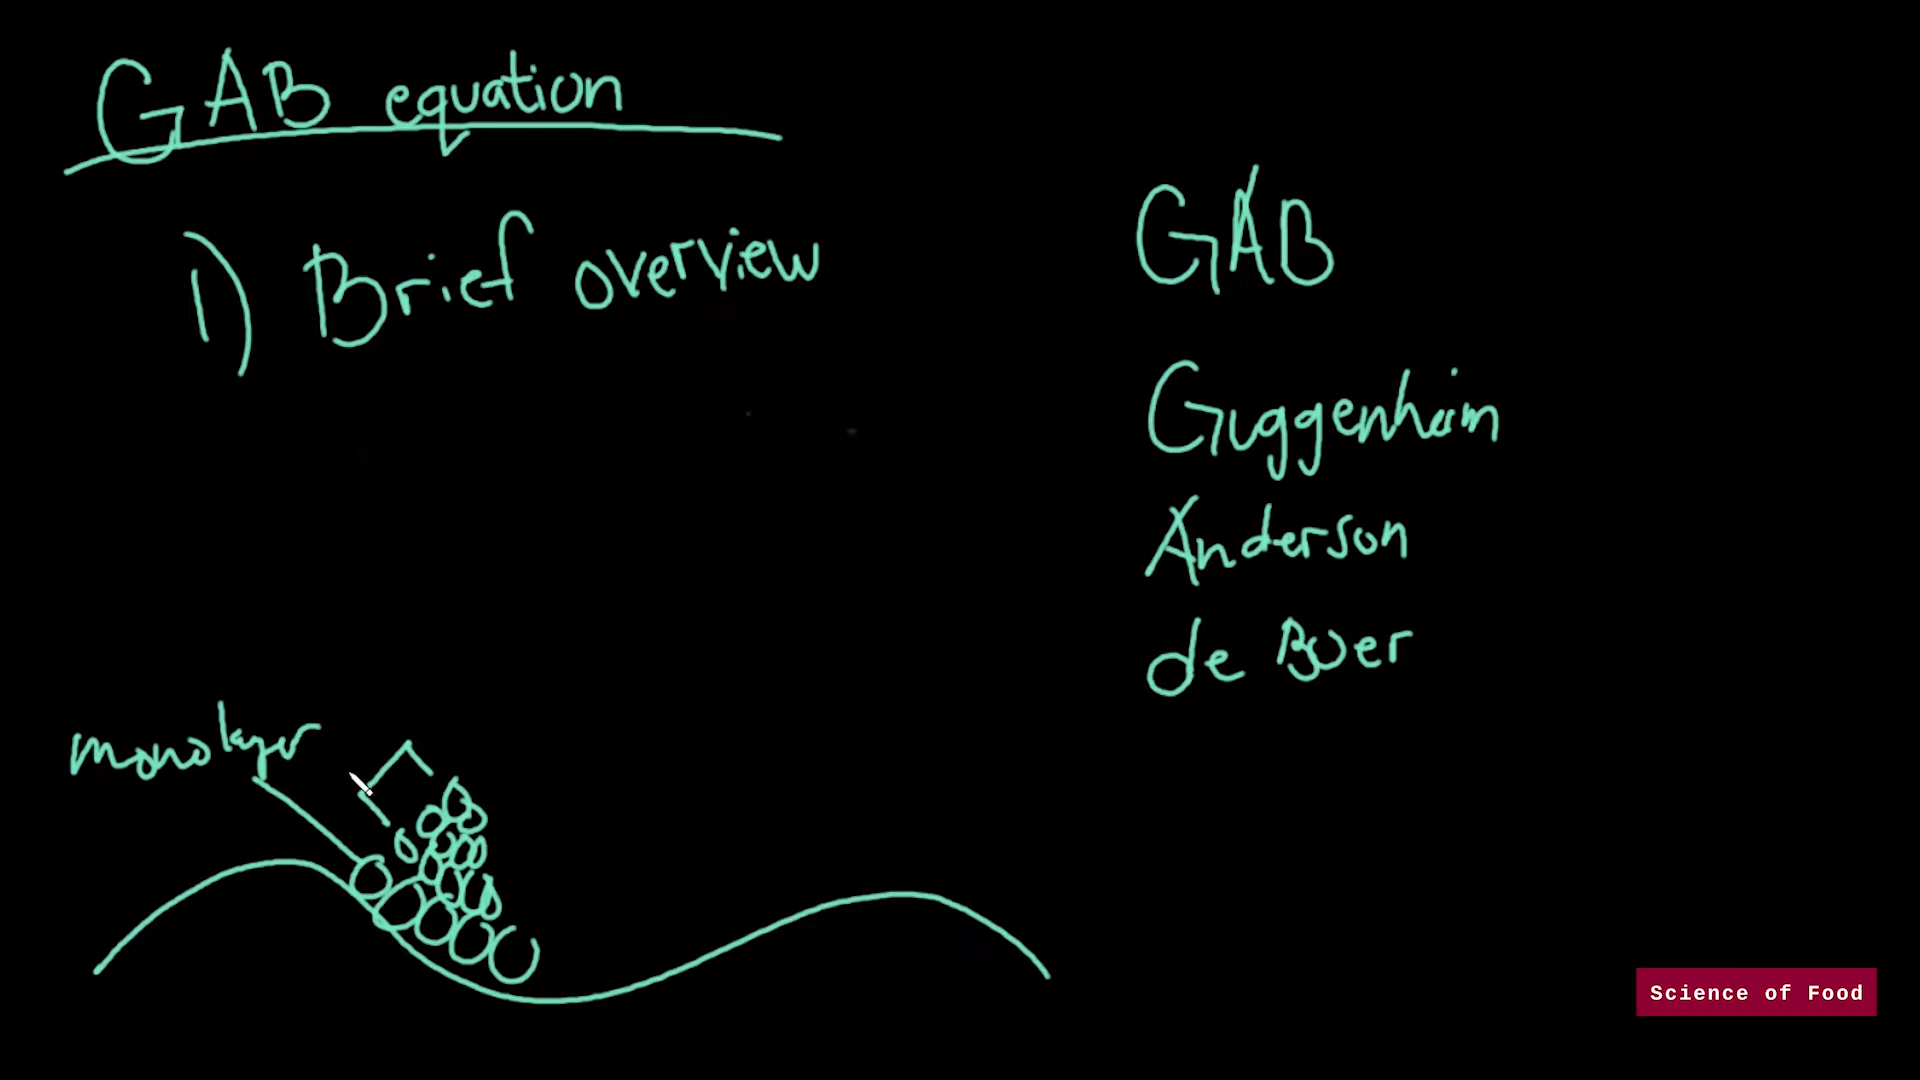 GAB equation
1) Brief overview
GAB
Guggenheim
Anderson
de Boer
monolayer
Science of Food